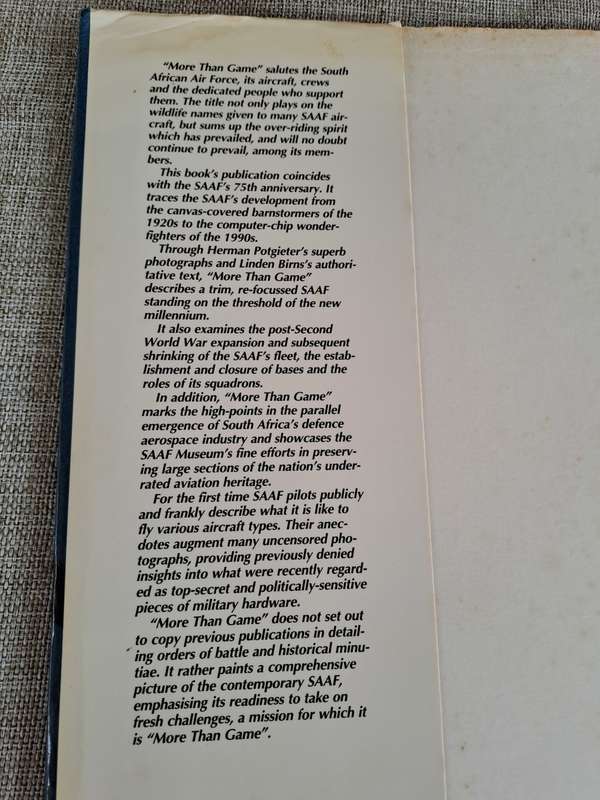 "More Than Game" salutes the South
African Air Force, its aircraft, crews
and the dedicated people who support
them. The title not only plays on the
wildlife names given to many SAAF air-
craft, but sums up the over-riding spirit
which has prevailed, and will no doubt
continue to prevail, among its mem-
bers.
This book's publication coincides
with the SAAF's 75th anniversary. It
traces the SAAF's development from
the canvas-covered barnstormers of the
1920s to the computer-chip wonder-
fighters of the 1990s.
Through Herman Potgieter's superb
photographs and Linden Birns's authori-
tative text, "More Than Game"
describes a trim, re-focussed SAAF
standing on the threshold of the new
millennium.
It also examines the post-Second
World War expansion and subsequent
shrinking of the SAAF's fleet, the estab-
lishment and closure of bases and the
roles of its squadrons.
In addition, "More Than Game"
marks the high-points in the parallel
emergence of South Africa's defence
aerospace industry and showcases the
SAAF Museum's fine efforts in preserv-
ing large sections of the nation's under-
rated aviation heritage.
For the first time SAAF pilots publicly
and frankly describe what it is like to
fly various aircraft types. Their anec-
dotes augment many uncensored pho-
tographs, providing previously denied
insights into what were recently regard-
ed as top-secret and politically-sensitive
pieces of military hardware.
"More Than Game" does not set out
to copy previous publications in detail-
ing orders of battle and historical minu-
tiae. It rather paints a comprehensive
picture of the contemporary SAAF,
emphasising its readiness to take on
fresh challenges, a mission for which it
is "More Than Game".